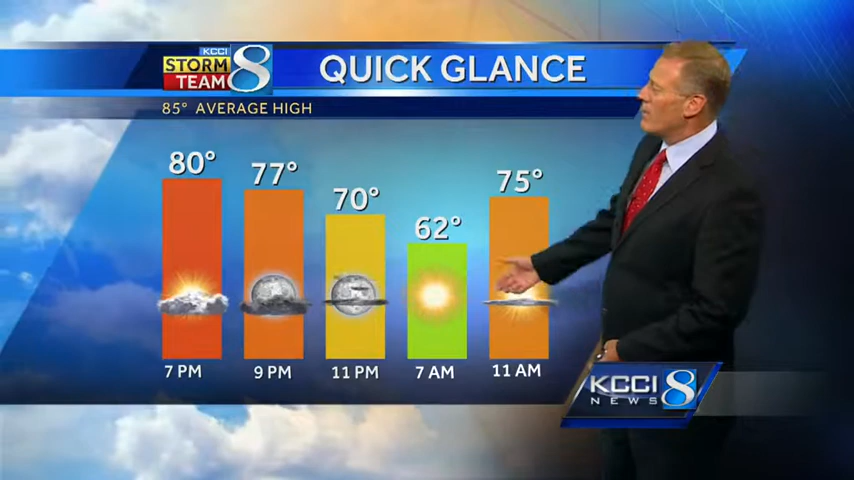 KCCI
STORM
TEAM
8
QUICK GLANCE
85° AVERAGE HIGH
80°
77°
70°
62°
75°
7 PM
9 PM
11 PM
7 AM
11 AM
KCCI 8
NEWS